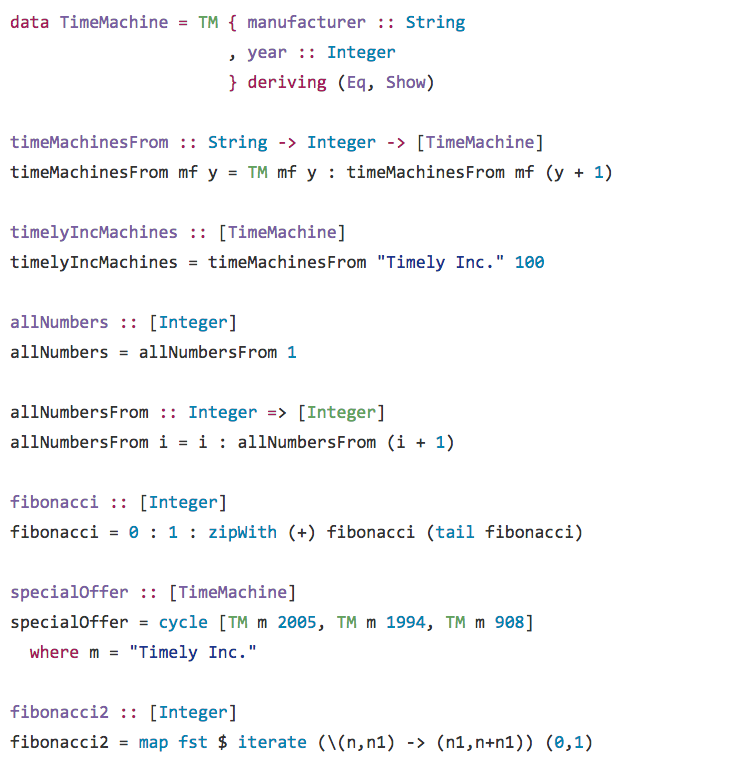 data TimeMachine = TM { manufacturer :: String
                      , year :: Integer
                      } deriving (Eq, Show)

timeMachinesFrom :: String -> Integer -> [TimeMachine]
timeMachinesFrom mf y = TM mf y : timeMachinesFrom mf (y + 1)

timelyIncMachines :: [TimeMachine]
timelyIncMachines = timeMachinesFrom "Timely Inc." 100

allNumbers :: [Integer]
allNumbers = allNumbersFrom 1

allNumbersFrom :: Integer => [Integer]
allNumbersFrom i = i : allNumbersFrom (i + 1)

fibonacci :: [Integer]
fibonacci = 0 : 1 : zipWith (+) fibonacci (tail fibonacci)

specialOffer :: [TimeMachine]
specialOffer = cycle [TM m 2005, TM m 1994, TM m 908]
  where m = "Timely Inc."

fibonacci2 :: [Integer]
fibonacci2 = map fst $ iterate (\(n,n1) -> (n1,n+n1)) (0,1)